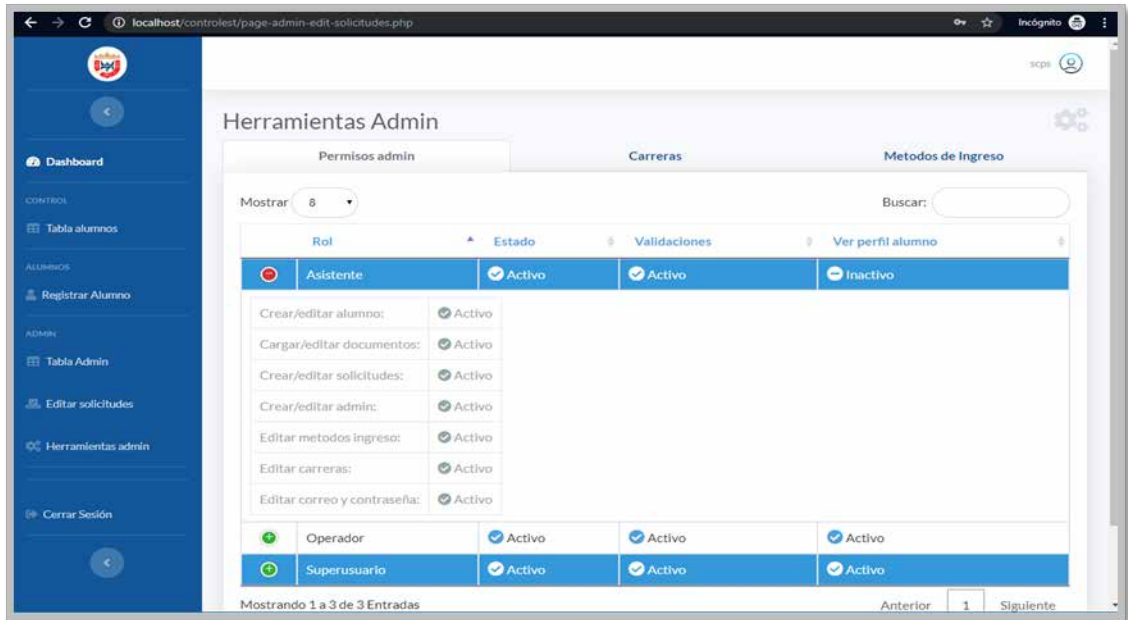 localhost/controlest/page-admin-edit-solicitudes.php Incógnito
scps
Herramientas Admin
Dashboard
CONTROL
Tabla alumnos
ALUMNOS
Registrar Alumno
ADMIN
Tabla Admin
Editar solicitudes
Herramientas admin
Cerrar Sesión
Permisos admin Carreras Metodos de Ingreso
Mostrar 8 Buscar:
Rol Estado Validaciones Ver perfil alumno
Asistente Activo Activo Inactivo
Crear/editar alumno: Activo
Cargar/editar documentos: Activo
Crear/editar solicitudes: Activo
Crear/editar admin: Activo
Editar metodos ingreso: Activo
Editar carreras: Activo
Editar correo y contraseña: Activo
Operador Activo Activo Activo
Superusuario Activo Activo Activo
Mostrando 1 a 3 de 3 Entradas Anterior 1 Siguiente